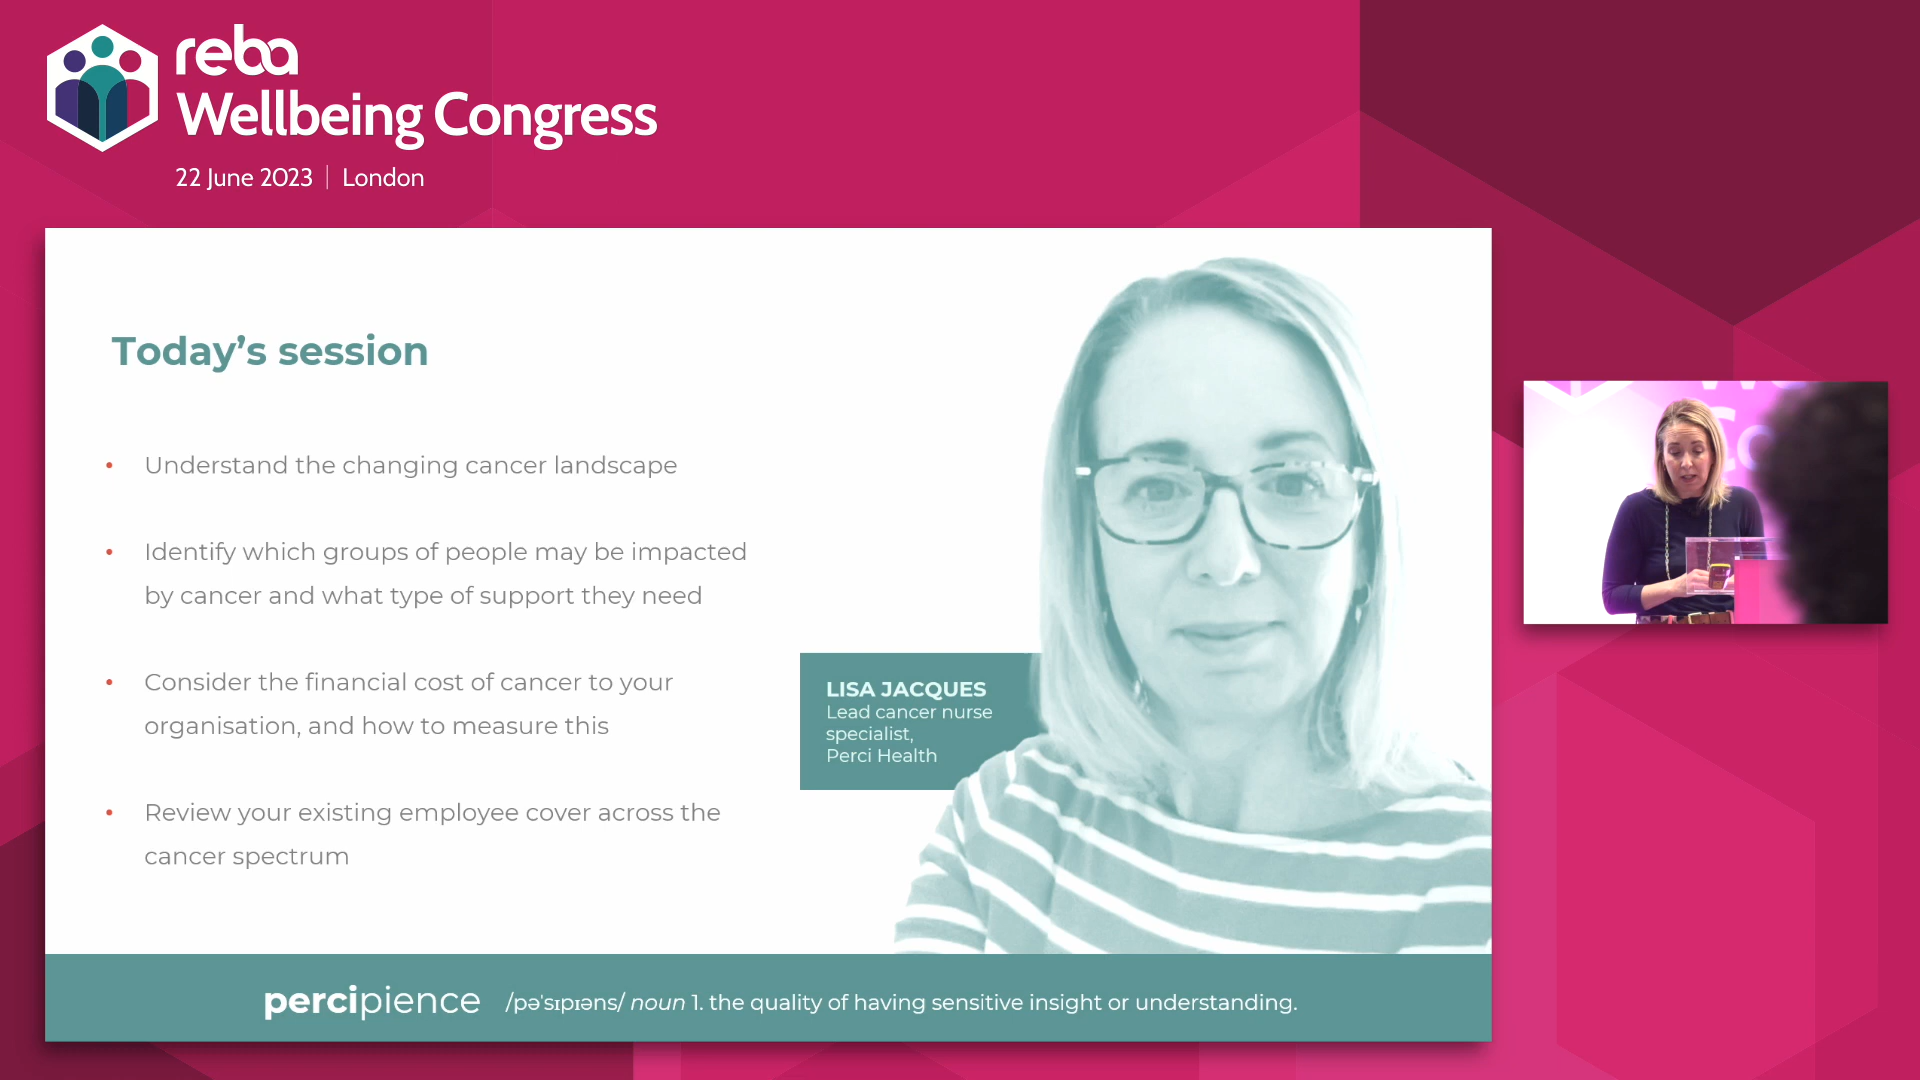 reba
Wellbeing Congress
22 June 2023 | London
Today’s session
• Understand the changing cancer landscape
• Identify which groups of people may be impacted
by cancer and what type of support they need
• Consider the financial cost of cancer to your
organisation, and how to measure this
• Review your existing employee cover across the
cancer spectrum
LISA JACQUES
Lead cancer nurse
specialist,
Perci Health
percipience /pəˈsɪpɪəns/ noun 1. the quality of having sensitive insight or understanding.